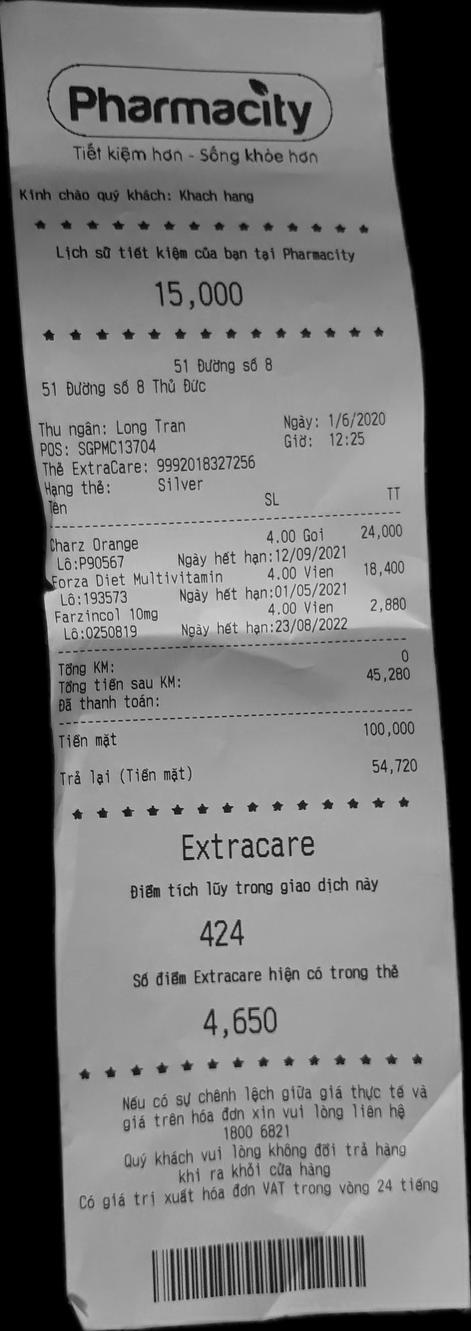 Pharmacity
Tiết kiệm hơn - Sống khỏe hơn
Kính chào quý khách: Khach hang
* * * * * * * * * * * * * *
Lịch sử tiết kiệm của bạn tại Pharmacity
15,000
* * * * * * * * * * * * * *
51 Đường số 8
51 Đường số 8 Thủ Đức
Thu ngân: Long Tran Ngày: 1/6/2020
POS: SGPMC13704 Giờ: 12:25
Thẻ ExtraCare: 9992018327256
Hạng thẻ: Silver
Tên SL TT
Charz Orange 4.00 Goi 24,000
Lô:P90567 Ngày hết hạn:12/09/2021
Forza Diet Multivitamin 4.00 Vien 18,400
Lô:193573 Ngày hết hạn:01/05/2021
Farzincol 10mg 4.00 Vien 2,880
Lô:0250819 Ngày hết hạn:23/08/2022
Tổng KM: 0
Tổng tiền sau KM: 45,280
Đã thanh toán:
Tiền mặt 100,000
Trả lại (Tiền mặt) 54,720
* * * * * * * * * * * * * *
Extracare
Điểm tích lũy trong giao dịch này
424
Số điểm Extracare hiện có trong thẻ
4,650
* * * * * * * * * * * * * *
Nếu có sự chênh lệch giữa giá thực tế và
giá trên hóa đơn xin vui lòng liên hệ
1800 6821
Quý khách vui lòng không đổi trả hàng
khi ra khỏi cửa hàng
Có giá trị xuất hóa đơn VAT trong vòng 24 tiếng